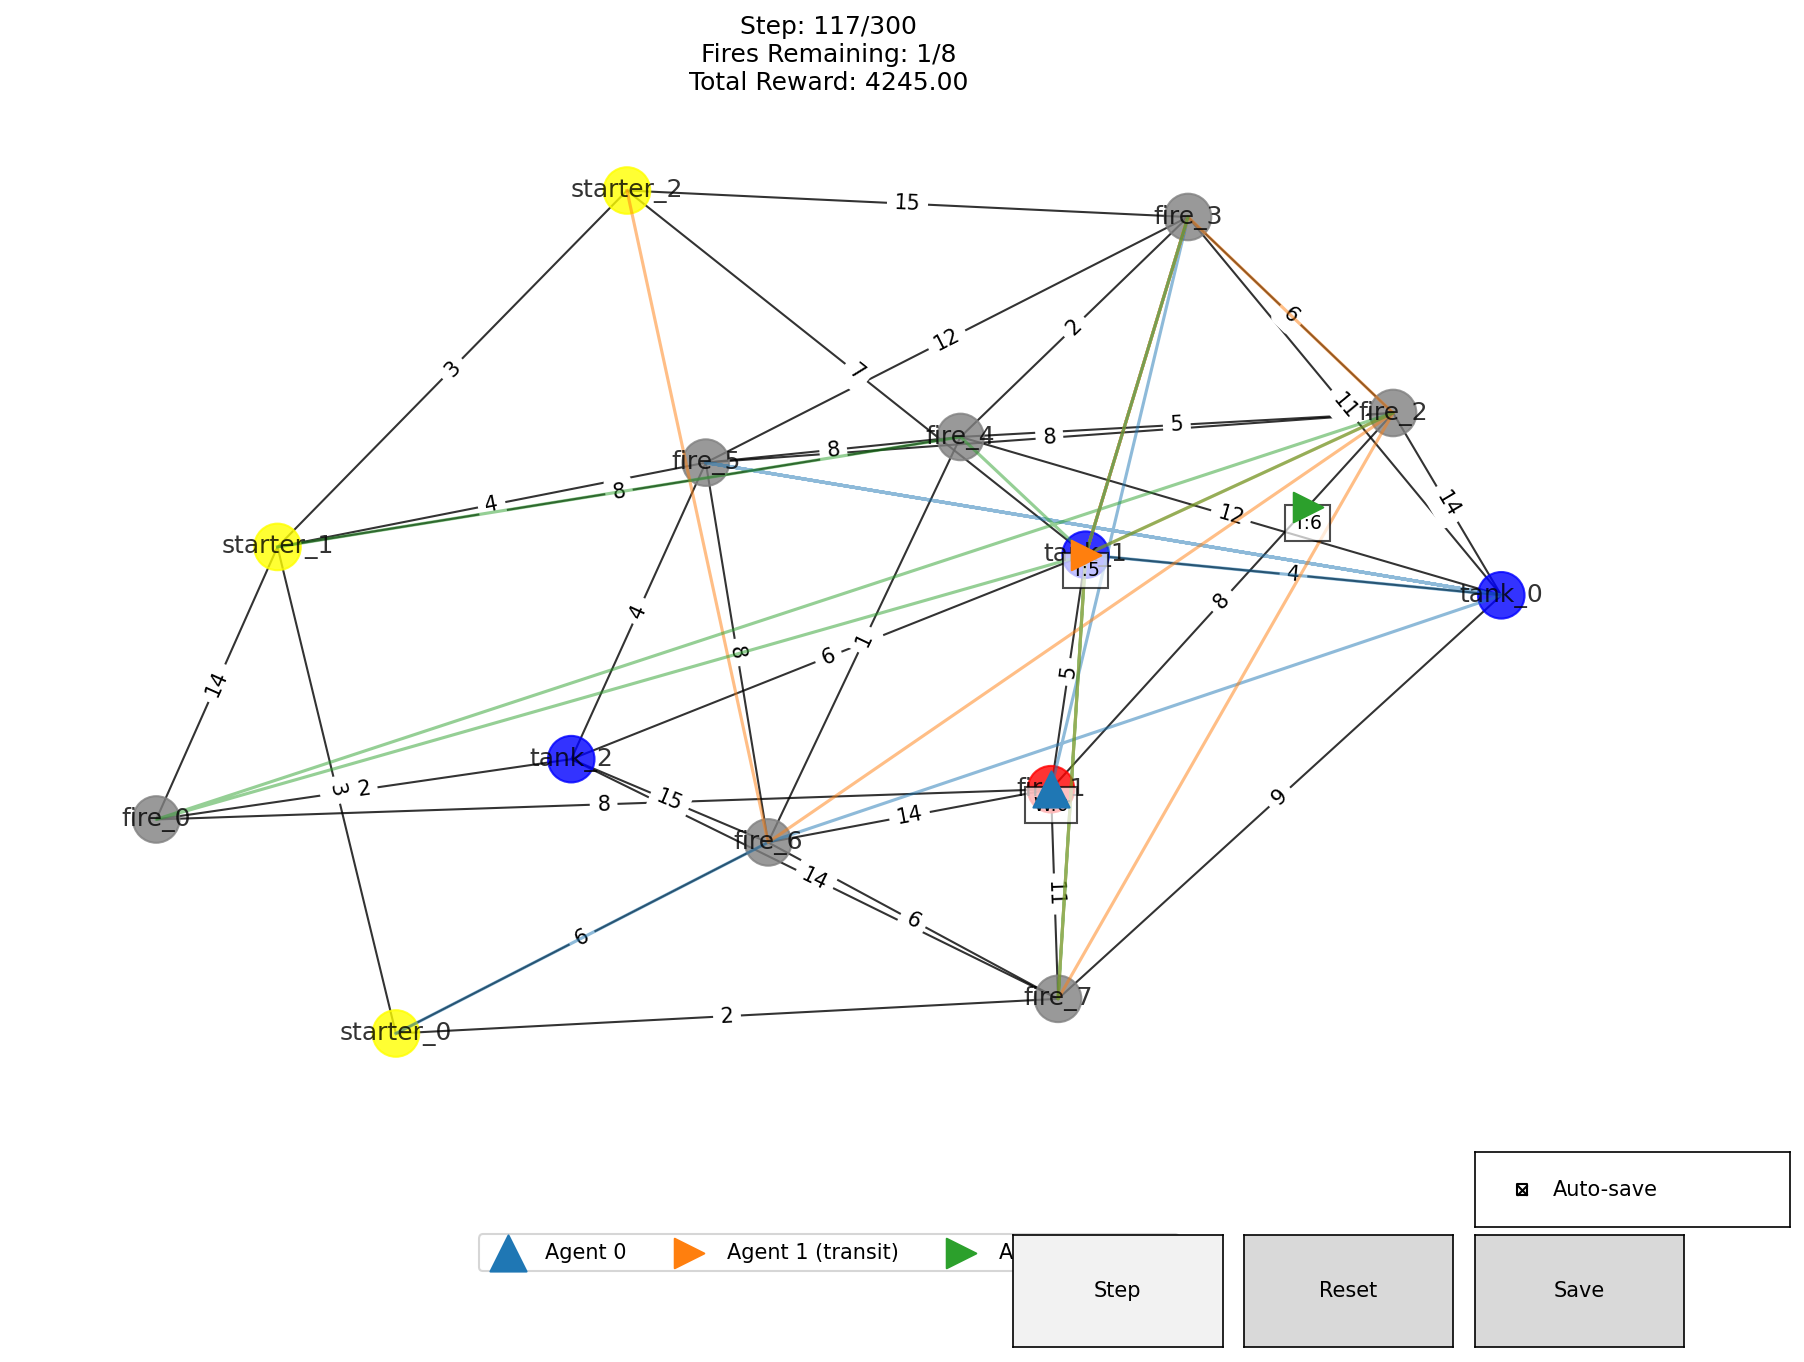 Step: 117/300
Fires Remaining: 1/8
Total Reward: 4245.00
starter_2
15
fire_3
6
2
12
3
7
11
fire_2
5
8
fire_4
8
fire_5
14
8
4
12
T:6
starter_1
4
tank_0
T:5
8
4
8
6
1
5
14
tank_2
3
2
15
8
9
14
fire_0
fire_6
14
11
6
6
fire_7
2
starter_0
Auto-save
Agent 0
Agent 1 (transit)
Step
Reset
Save